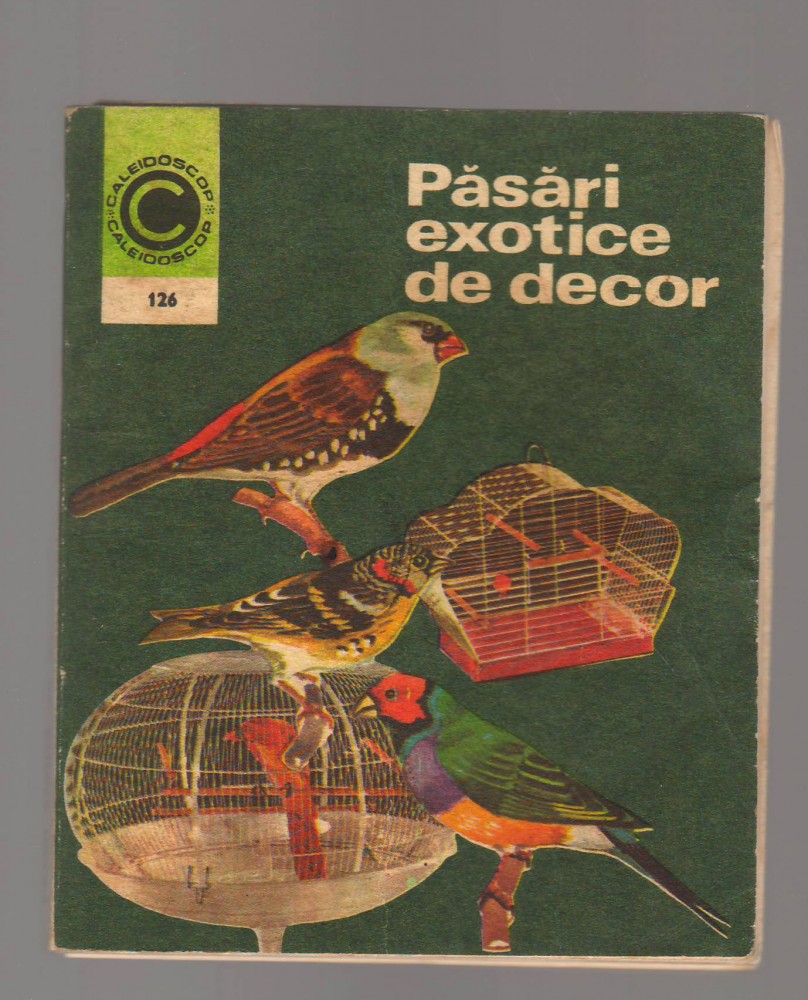 CALEIDOSCOP
C
CALEIDOSCOP
126
Păsări
exotice
de decor